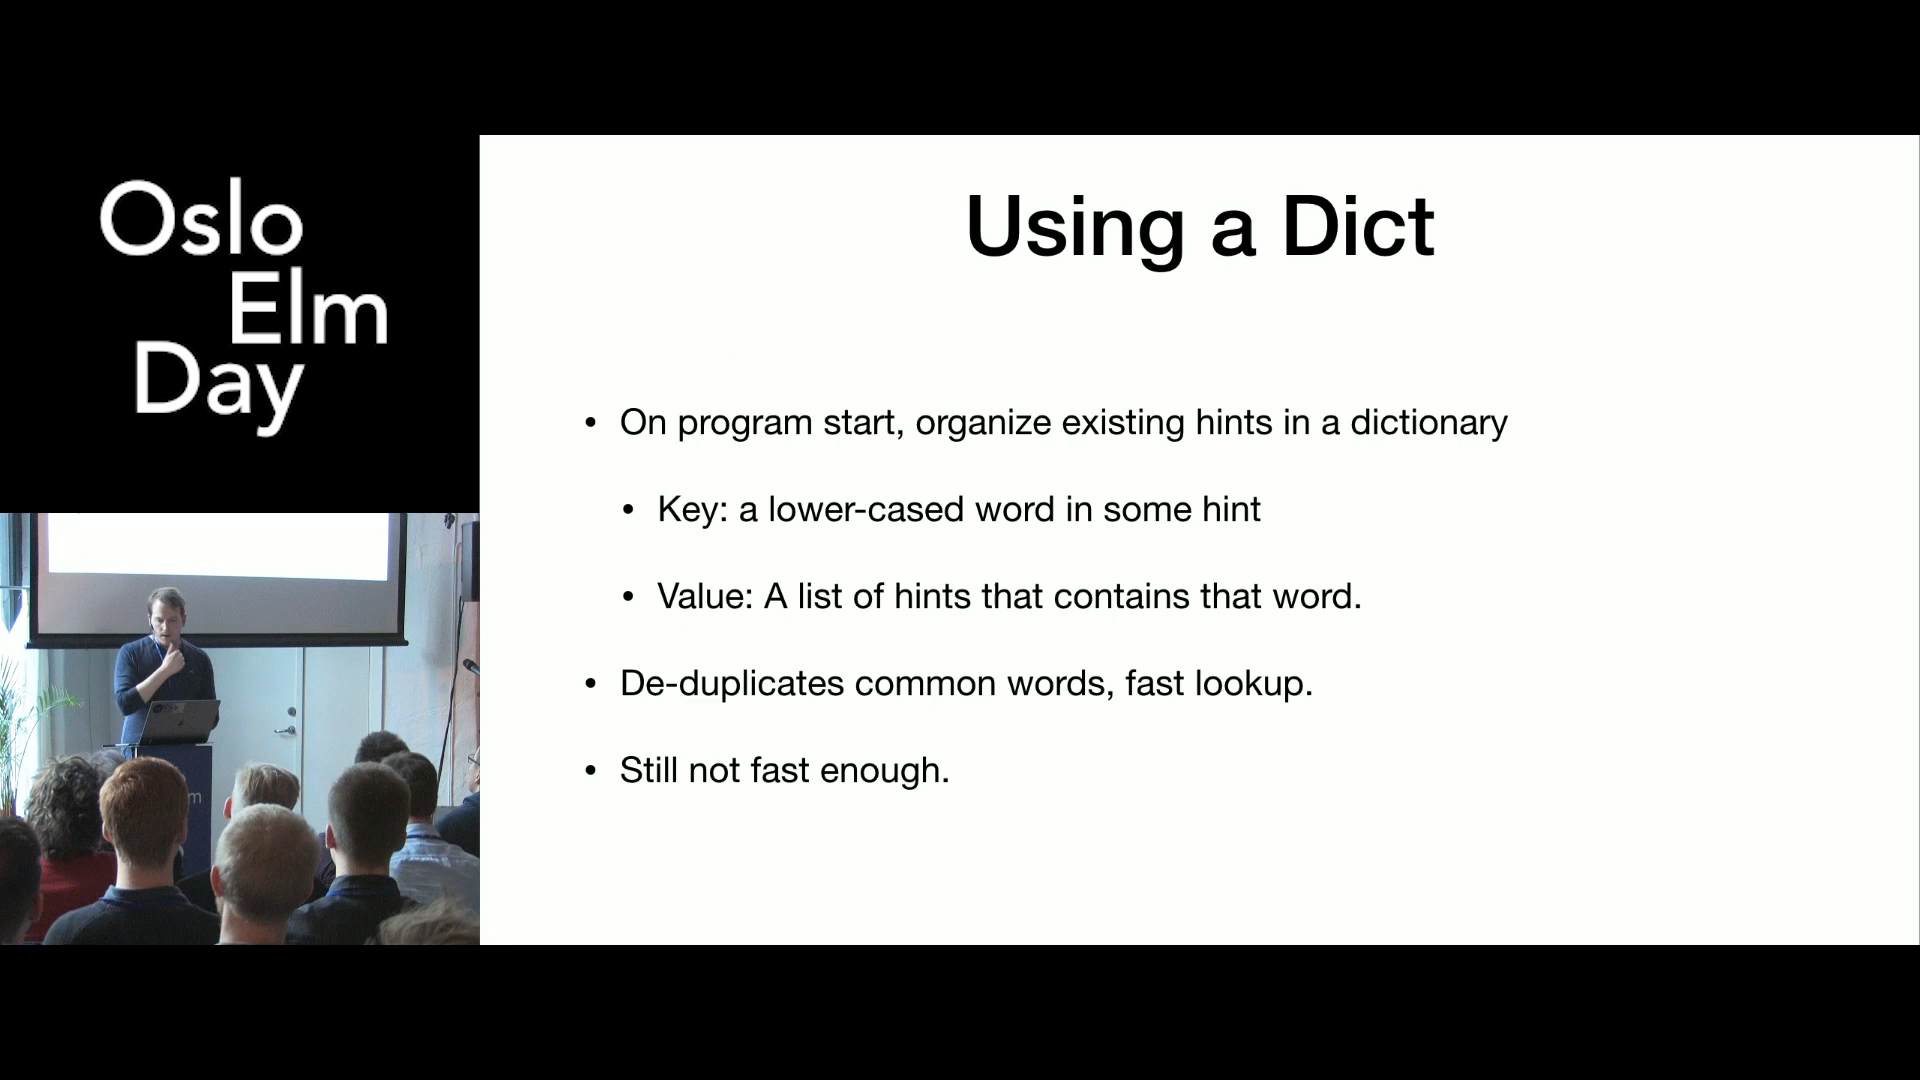 Oslo
Elm
Day
Using a Dict
• On program start, organize existing hints in a dictionary
• Key: a lower-cased word in some hint
• Value: A list of hints that contains that word.
• De-duplicates common words, fast lookup.
• Still not fast enough.